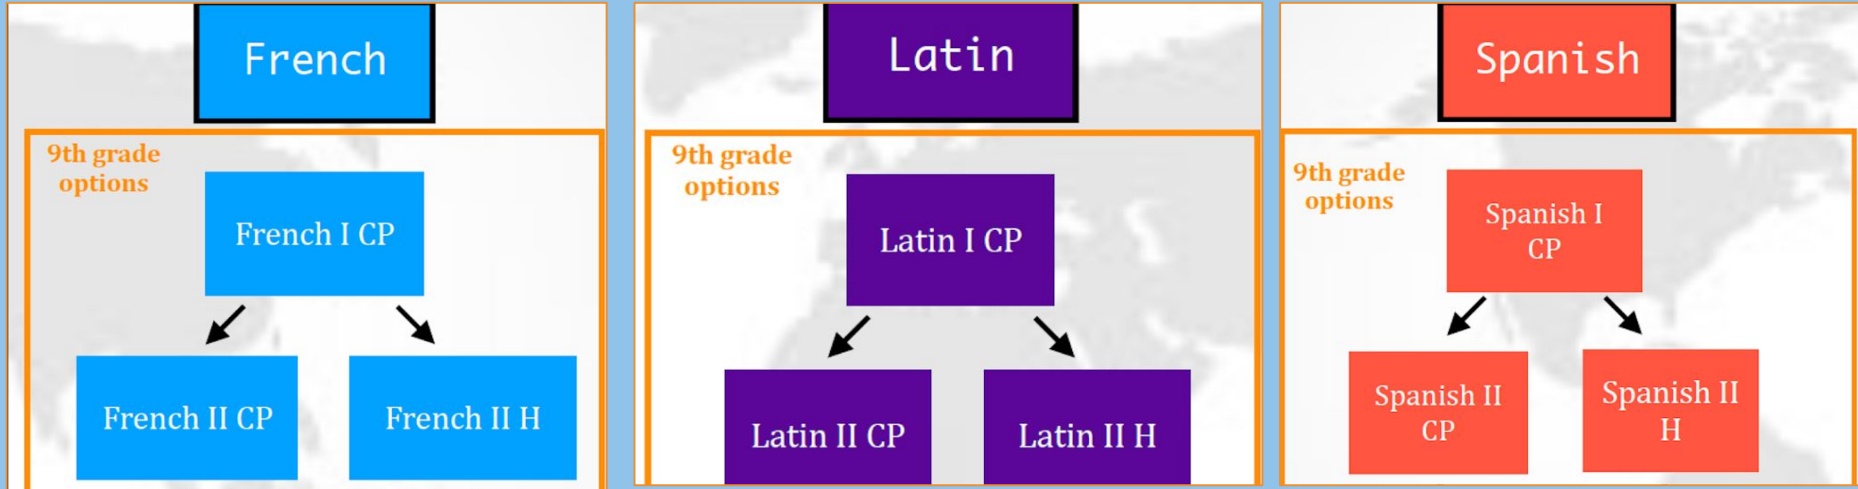 French
9th grade
options
French I CP
French II CP
French II H
Latin
9th grade
options
Latin I CP
Latin II CP
Latin II H
Spanish
9th grade
options
Spanish I
CP
Spanish II
CP
Spanish II
H